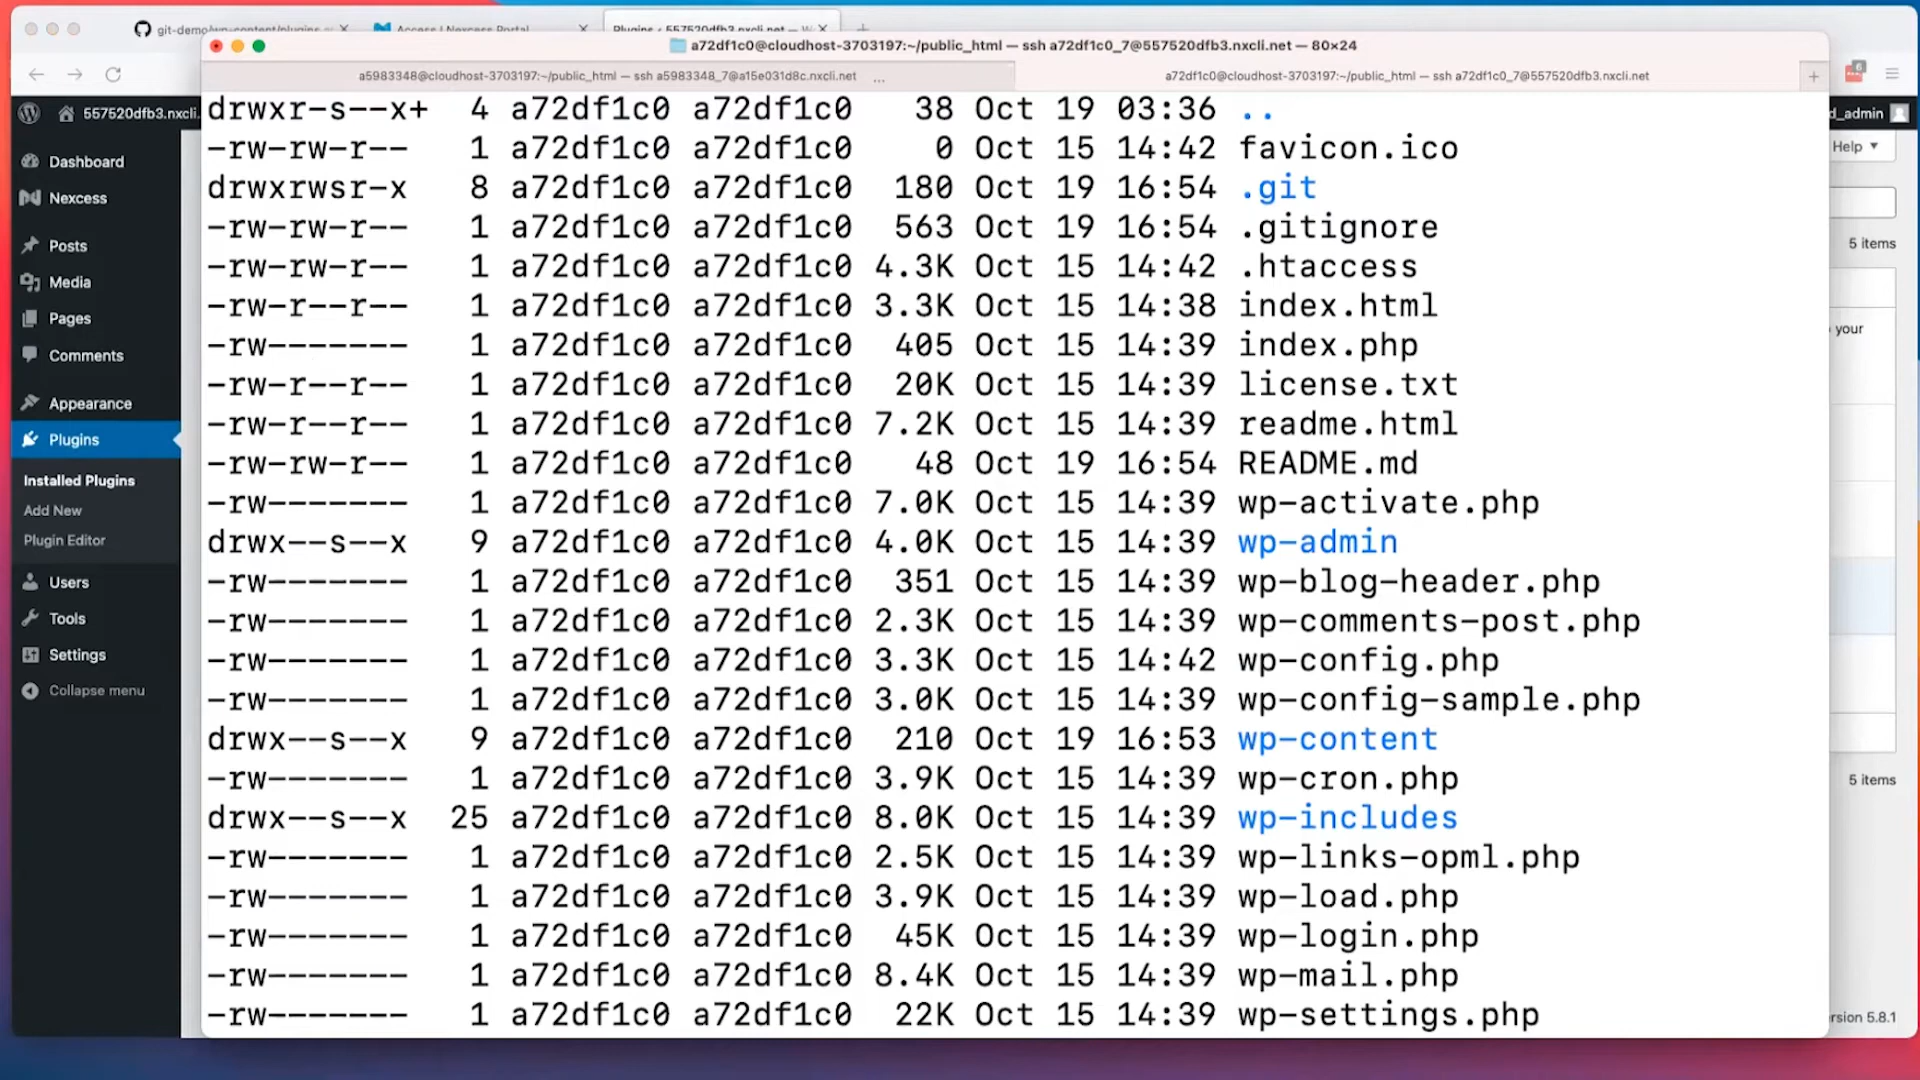 git-demo/wp-content/plugins
Access | Nexcess Portal
Plugins ‹ 557520dfb3.nxcli.net — W
a72df1c0@cloudhost-3703197:~/public_html — ssh a72df1c0_7@557520dfb3.nxcli.net — 80×24
a5983348@cloudhost-3703197:~/public_html — ssh a5983348_7@a15e031d8c.nxcli.net ...
a72df1c0@cloudhost-3703197:~/public_html — ssh a72df1c0_7@557520dfb3.nxcli.net
6
557520dfb3.nxcli.
d_admin
Help ▼
Dashboard
Nexcess
Posts
Media
Pages
Comments
Appearance
Plugins
Installed Plugins
Add New
Plugin Editor
Users
Tools
Settings
Collapse menu
drwxr-s--x+ 4 a72df1c0 a72df1c0 38 Oct 19 03:36 ..
-rw-rw-r-- 1 a72df1c0 a72df1c0 0 Oct 15 14:42 favicon.ico
drwxrwsr-x 8 a72df1c0 a72df1c0 180 Oct 19 16:54 .git
-rw-rw-r-- 1 a72df1c0 a72df1c0 563 Oct 19 16:54 .gitignore
-rw-rw-r-- 1 a72df1c0 a72df1c0 4.3K Oct 15 14:42 .htaccess
-rw-r--r-- 1 a72df1c0 a72df1c0 3.3K Oct 15 14:38 index.html
-rw------- 1 a72df1c0 a72df1c0 405 Oct 15 14:39 index.php
-rw-r--r-- 1 a72df1c0 a72df1c0 20K Oct 15 14:39 license.txt
-rw-r--r-- 1 a72df1c0 a72df1c0 7.2K Oct 15 14:39 readme.html
-rw-rw-r-- 1 a72df1c0 a72df1c0 48 Oct 19 16:54 README.md
-rw------- 1 a72df1c0 a72df1c0 7.0K Oct 15 14:39 wp-activate.php
drwx--s--x 9 a72df1c0 a72df1c0 4.0K Oct 15 14:39 wp-admin
-rw------- 1 a72df1c0 a72df1c0 351 Oct 15 14:39 wp-blog-header.php
-rw------- 1 a72df1c0 a72df1c0 2.3K Oct 15 14:39 wp-comments-post.php
-rw------- 1 a72df1c0 a72df1c0 3.3K Oct 15 14:42 wp-config.php
-rw------- 1 a72df1c0 a72df1c0 3.0K Oct 15 14:39 wp-config-sample.php
drwx--s--x 9 a72df1c0 a72df1c0 210 Oct 19 16:53 wp-content
-rw------- 1 a72df1c0 a72df1c0 3.9K Oct 15 14:39 wp-cron.php
drwx--s--x 25 a72df1c0 a72df1c0 8.0K Oct 15 14:39 wp-includes
-rw------- 1 a72df1c0 a72df1c0 2.5K Oct 15 14:39 wp-links-opml.php
-rw------- 1 a72df1c0 a72df1c0 3.9K Oct 15 14:39 wp-load.php
-rw------- 1 a72df1c0 a72df1c0 45K Oct 15 14:39 wp-login.php
-rw------- 1 a72df1c0 a72df1c0 8.4K Oct 15 14:39 wp-mail.php
-rw------- 1 a72df1c0 a72df1c0 22K Oct 15 14:39 wp-settings.php
5 items
your
5 items
rsion 5.8.1